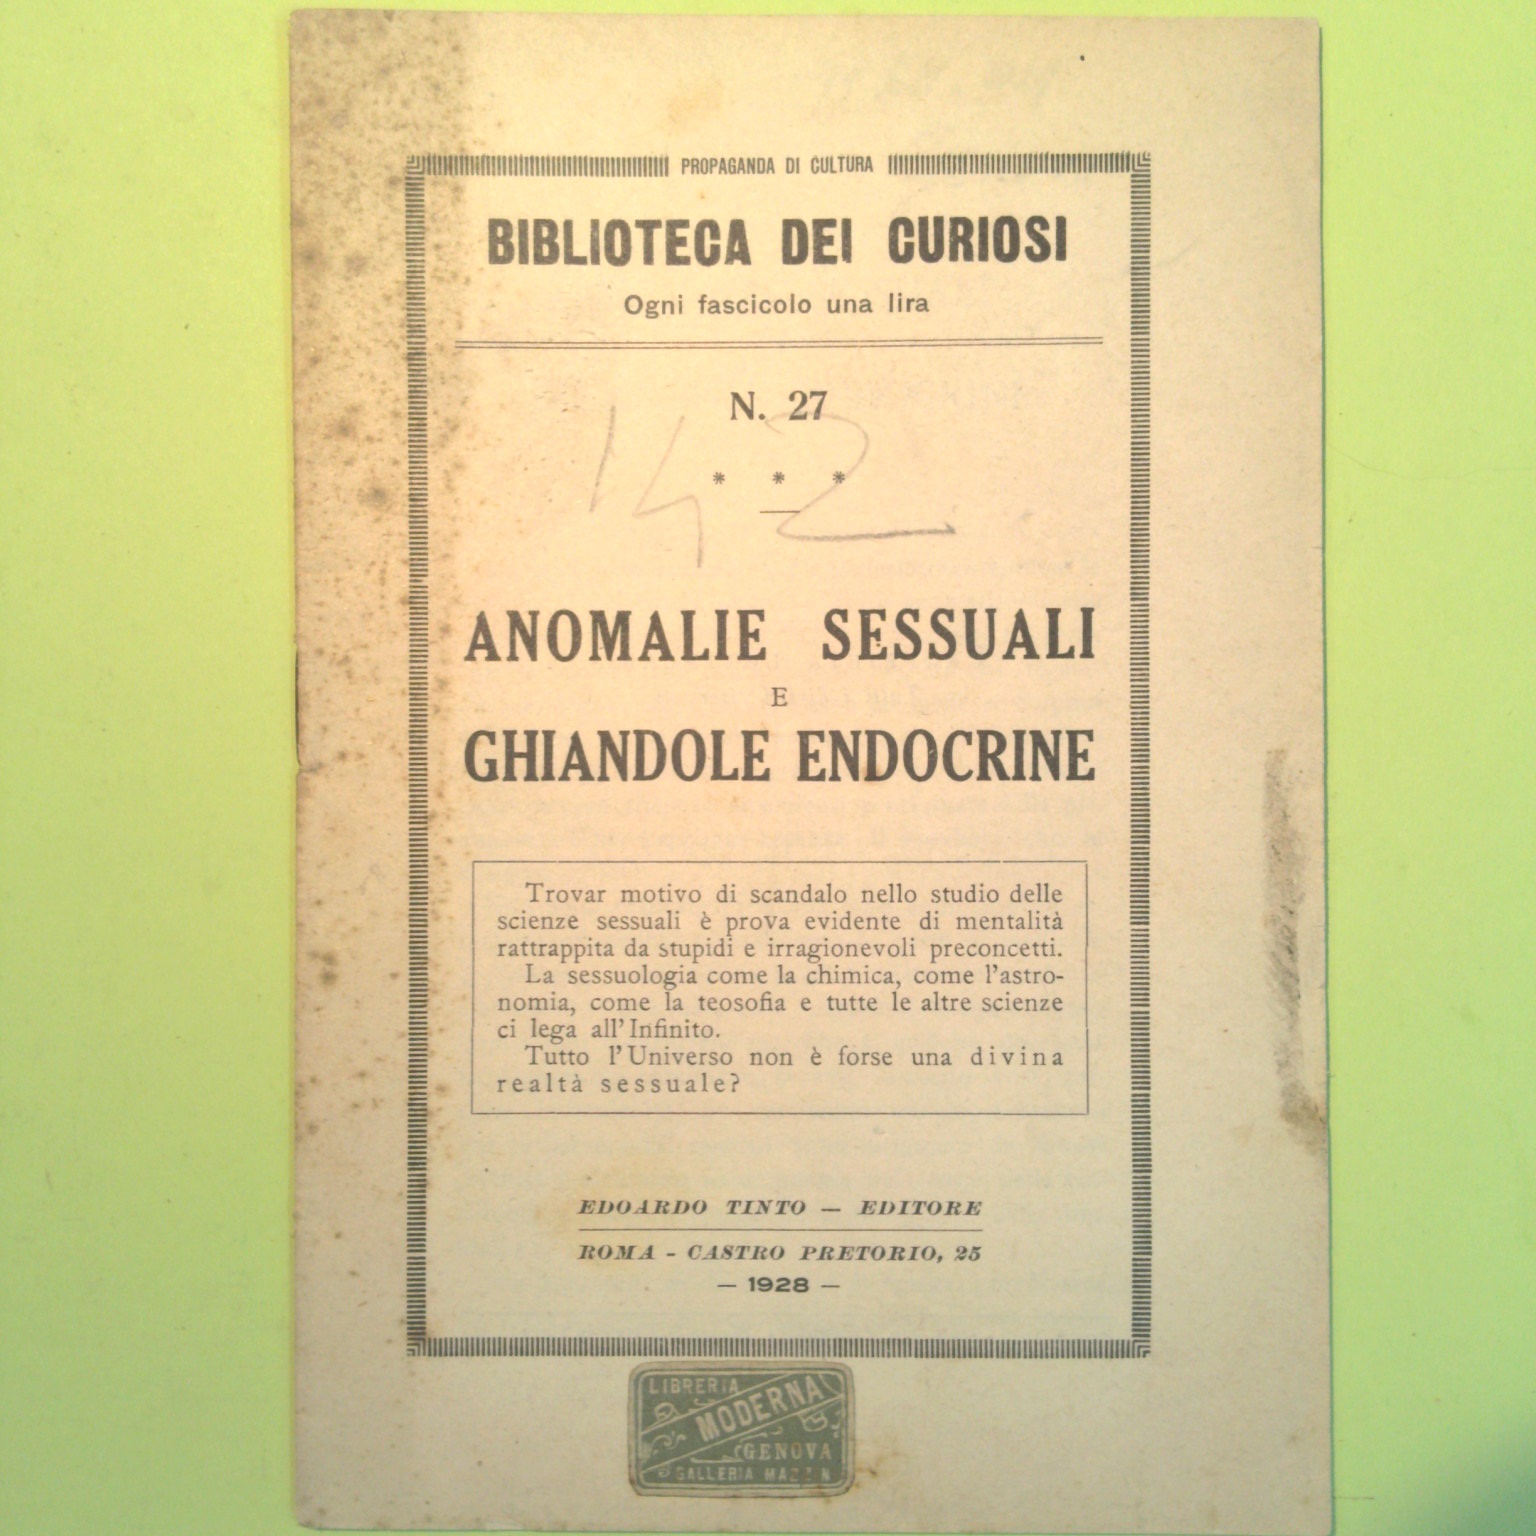 PROPAGANDA DI CULTURA
BIBLIOTECA DEI CURIOSI
Ogni fascicolo una lira
N. 27
142
* * *
ANOMALIE SESSUALI
E
GHIANDOLE ENDOCRINE
Trovar motivo di scandalo nello studio delle
scienze sessuali è prova evidente di mentalità
rattrappita da stupidi e irragionevoli preconcetti.
La sessuologia come la chimica, come l'astro-
nomia, come la teosofia e tutte le altre scienze
ci lega all'Infinito.
Tutto l'Universo non è forse una divina
realtà sessuale?
EDOARDO TINTO — EDITORE
ROMA - CASTRO PRETORIO, 25
— 1928 —
LIBRERIA
MODERNA
GENOVA
GALLERIA